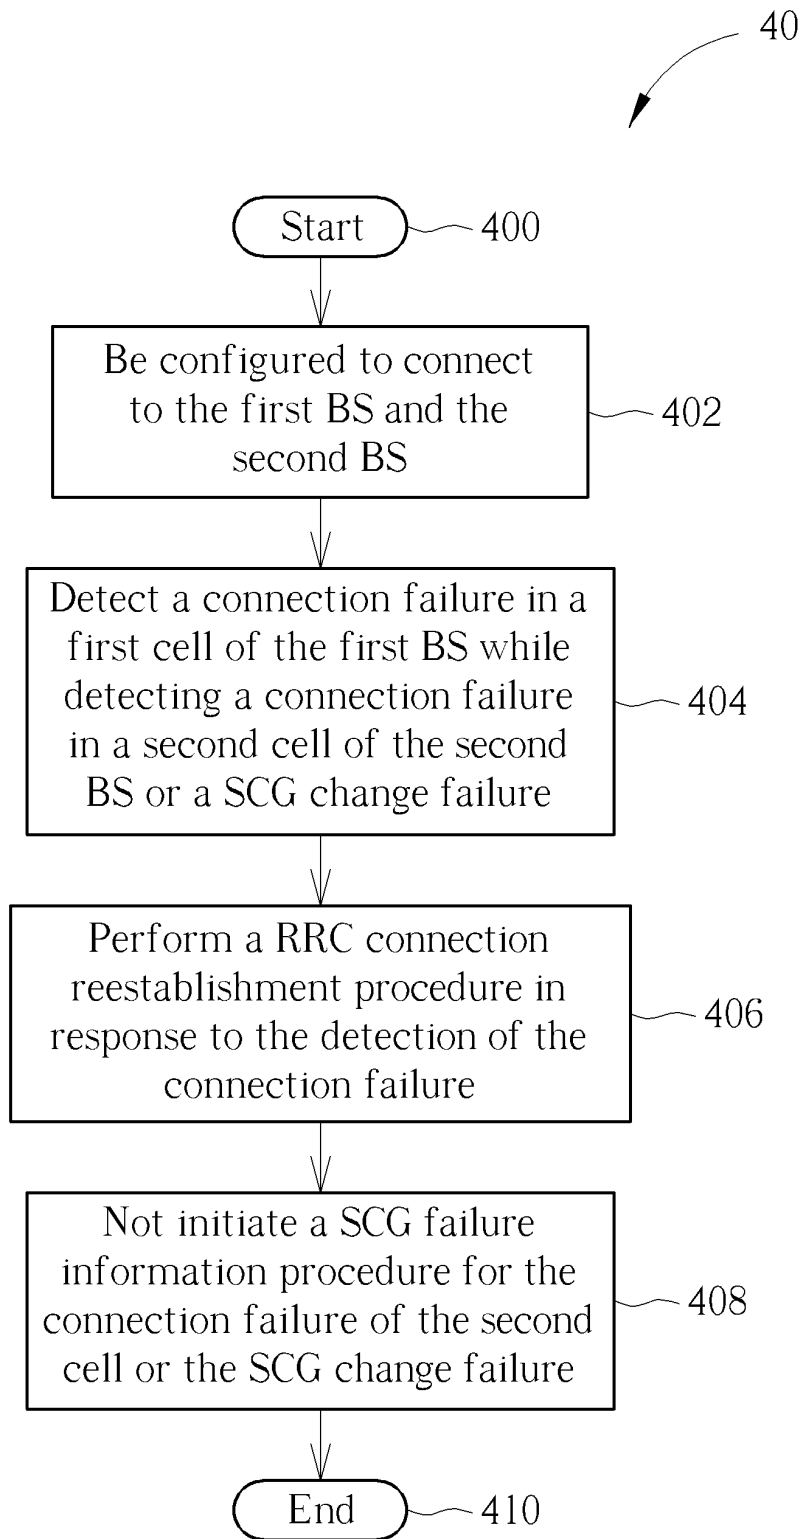 40
Start
400
Be configured to connect
to the first BS and the
second BS
402
Detect a connection failure in a
first cell of the first BS while
detecting a connection failure
in a second cell of the second
BS or a SCG change failure
404
Perform a RRC connection
reestablishment procedure in
response to the detection of the
connection failure
406
Not initiate a SCG failure
information procedure for the
connection failure of the second
cell or the SCG change failure
408
End
410